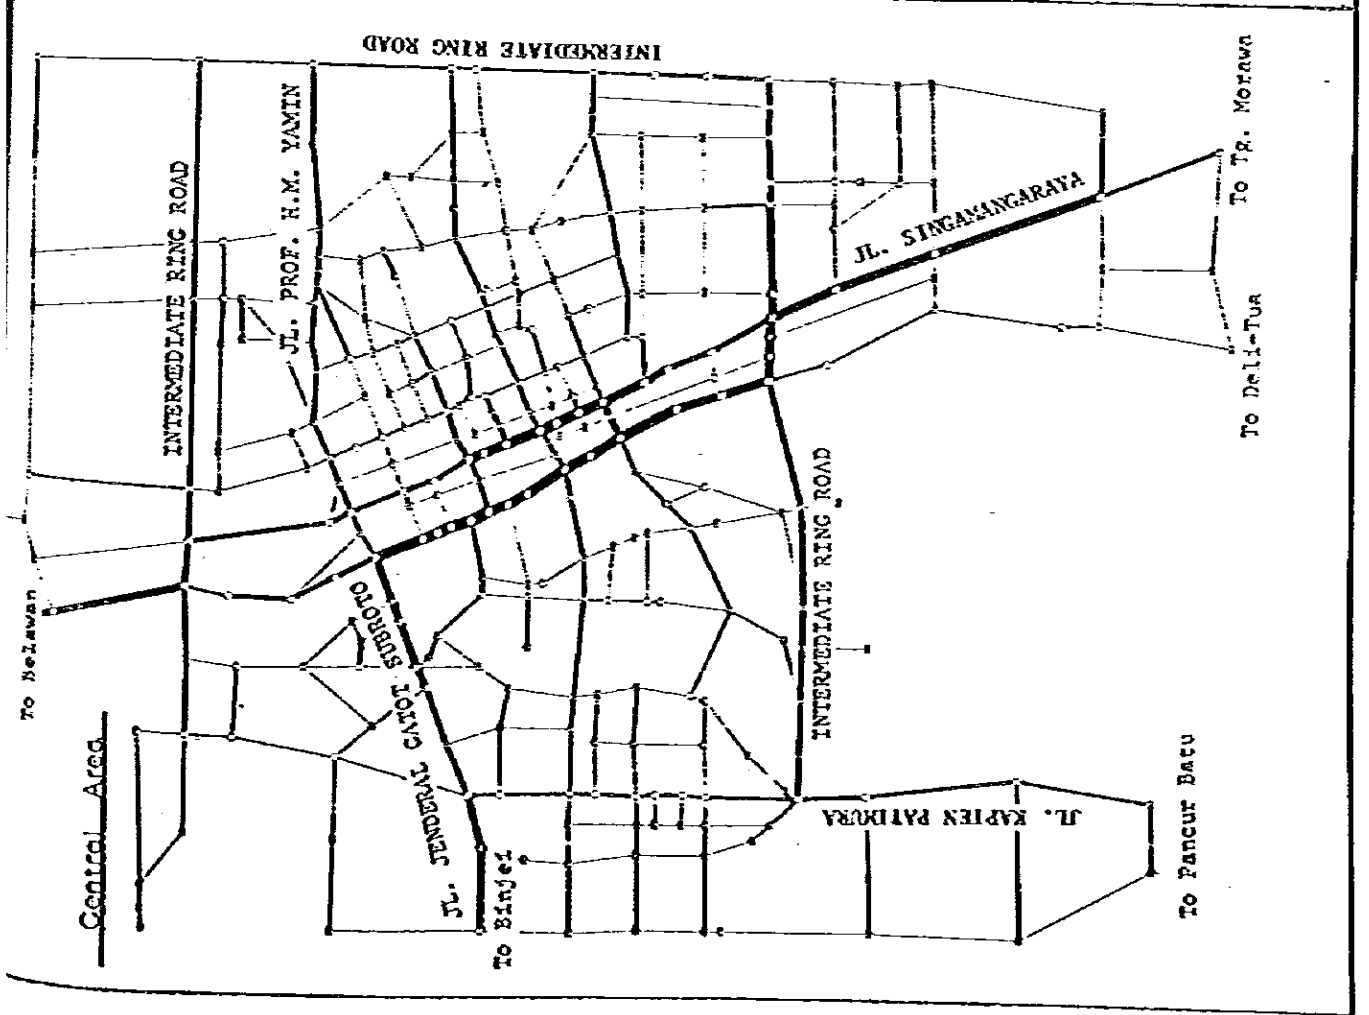 Central Area
To Belawan
INTERMEDIATE RING ROAD
JL. PROF. H.M. YAMIN
INTERMEDIATE RING ROAD
JL. JENDERAL GATOT SUBROTO
To Binjei
INTERMEDIATE RING ROAD
JL. KAPTEN PATIMURA
To Pancur Batu
JL. SINGAMANGARAYA
To Deli-Tua
To Tg. Morawa